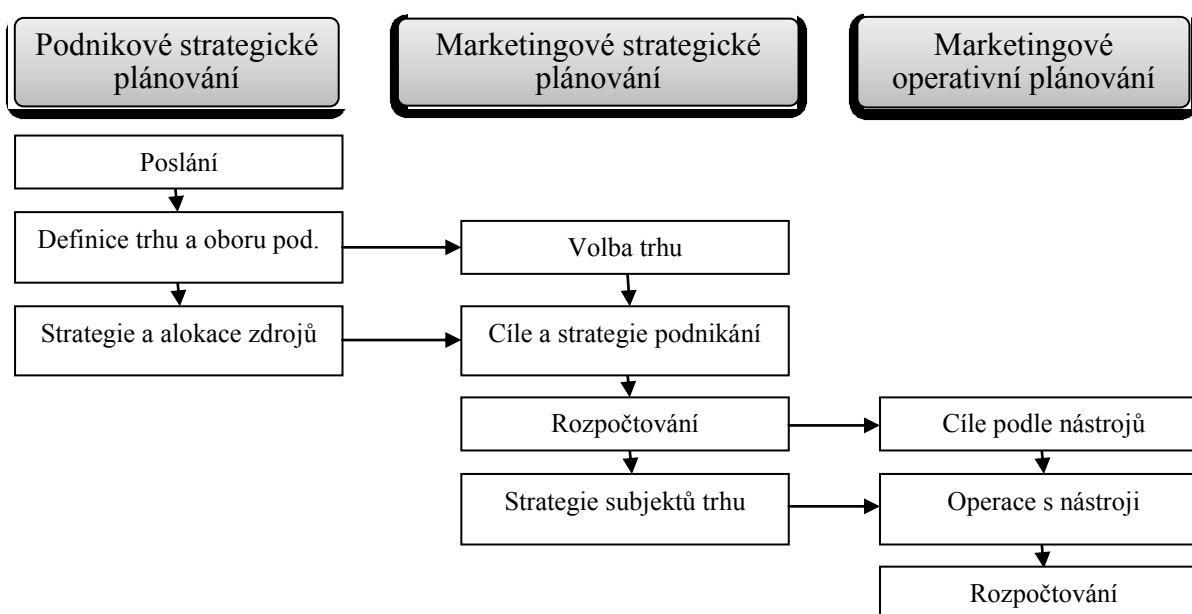 Podnikové strategické
plánování
Marketingové strategické
plánování
Marketingové
operativní plánování
Poslání
Definice trhu a oboru pod.
Volba trhu
Strategie a alokace zdrojů
Cíle a strategie podnikání
Rozpočtování
Cíle podle nástrojů
Strategie subjektů trhu
Operace s nástroji
Rozpočtování